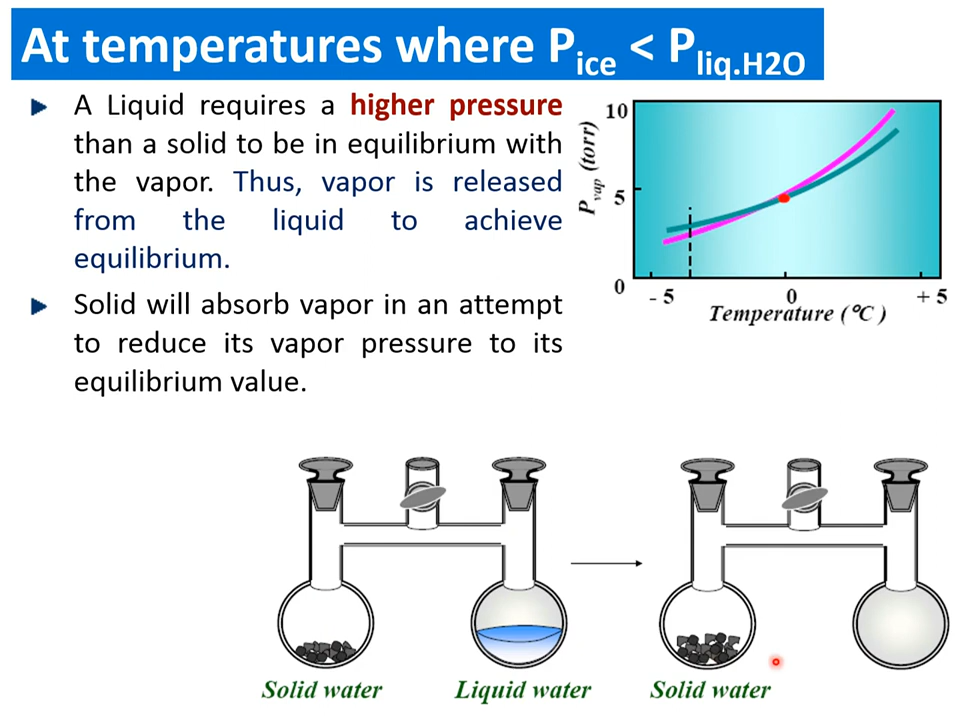 At temperatures where Pice < Pliq.H2O
A Liquid requires a higher pressure
than a solid to be in equilibrium with
the vapor. Thus, vapor is released
from the liquid to achieve
equilibrium.
Solid will absorb vapor in an attempt
to reduce its vapor pressure to its
equilibrium value.
10
5
0
Pvap (torr)
- 5 0 + 5
Temperature (°C )
Solid water Liquid water Solid water